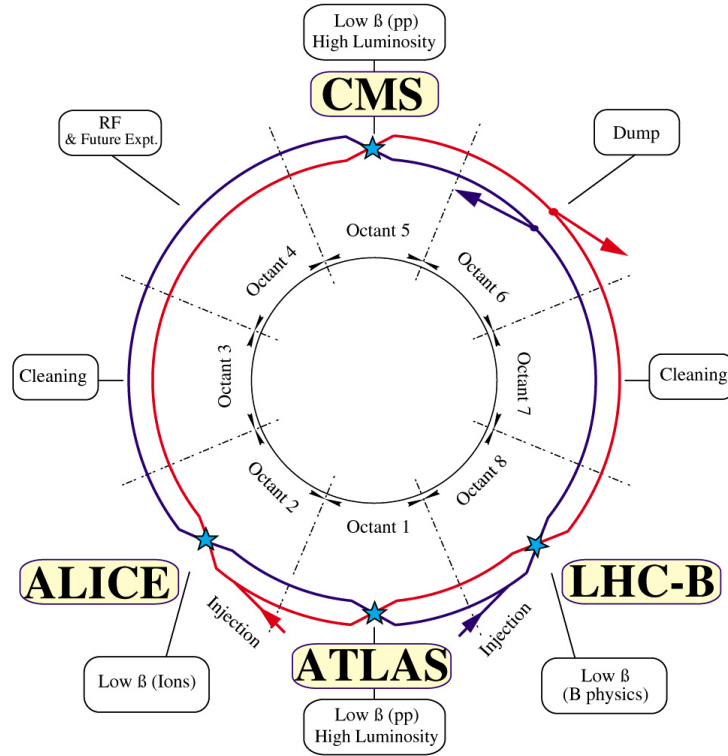 Low ß (pp)
High Luminosity
CMS
RF
& Future Expt.
Dump
Octant 5
Octant 4
Octant 6
Cleaning
Octant 3
Octant 7
Cleaning
Octant 2
Octant 8
Octant 1
ALICE
LHC-B
Injection
Injection
ATLAS
Low ß (Ions)
Low ß
(B physics)
Low ß (pp)
High Luminosity